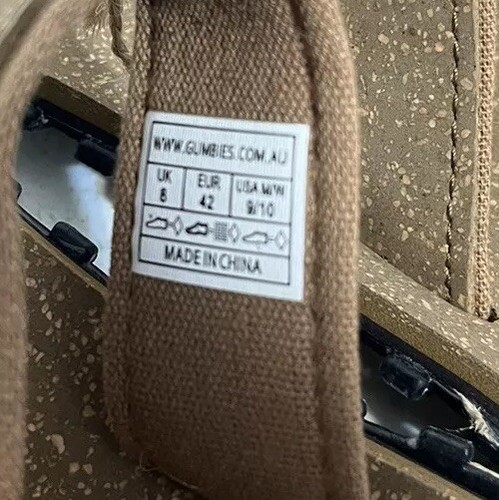 WWW.GUMBIES.COM.AU
UK EUR USA M/W
8 42 9/10
MADE IN CHINA